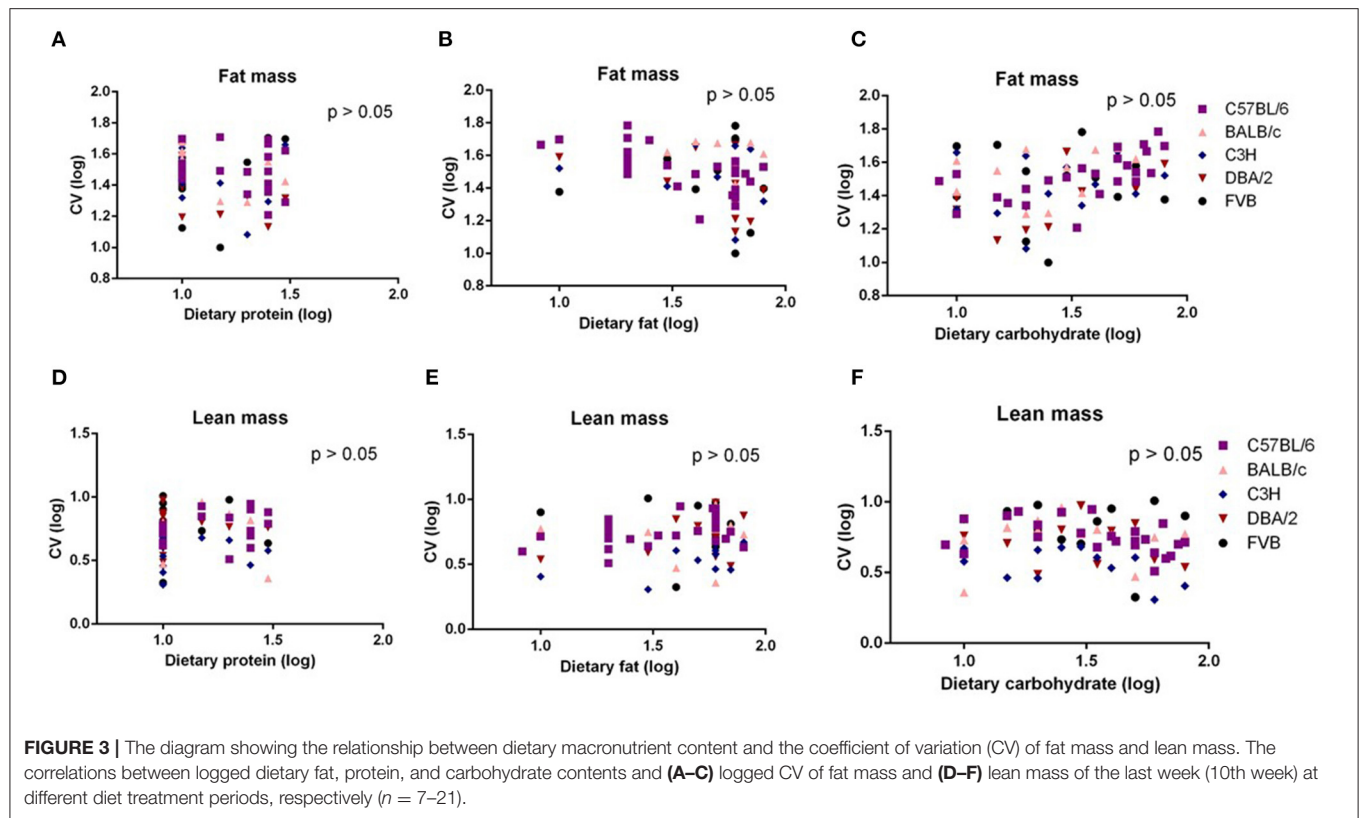 A
Fat mass
p > 0.05
2.0
1.8
1.6
1.4
1.2
1.0
0.8
CV (log)
1.0
1.5
2.0
Dietary protein (log)
B
Fat mass
p > 0.05
2.0
1.8
1.6
1.4
1.2
1.0
0.8
CV (log)
1.0
1.5
2.0
Dietary fat (log)
C
Fat mass
p > 0.05
2.0
1.8
1.6
1.4
1.2
1.0
0.8
CV (log)
1.0
1.5
2.0
Dietary carbohydrate (log)
C57BL/6
BALB/c
C3H
DBA/2
FVB
D
Lean mass
p > 0.05
1.5
1.0
0.5
0.0
CV (log)
1.0
1.5
2.0
Dietary protein (log)
E
Lean mass
p > 0.05
1.5
1.0
0.5
0.0
CV (log)
1.0
1.5
2.0
Dietary fat (log)
F
Lean mass
p > 0.05
1.5
1.0
0.5
0.0
CV (log)
1.0
1.5
2.0
Dietary carbohydrate (log)
C57BL/6
BALB/c
C3H
DBA/2
FVB
FIGURE 3 | The diagram showing the relationship between dietary macronutrient content and the coefficient of variation (CV) of fat mass and lean mass. The
correlations between logged dietary fat, protein, and carbohydrate contents and (A–C) logged CV of fat mass and (D–F) lean mass of the last week (10th week) at
different diet treatment periods, respectively (n = 7–21).